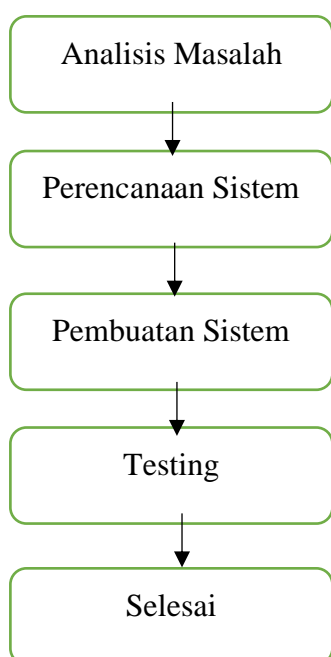 Analisis Masalah
Perencanaan Sistem
Pembuatan Sistem
Testing
Selesai